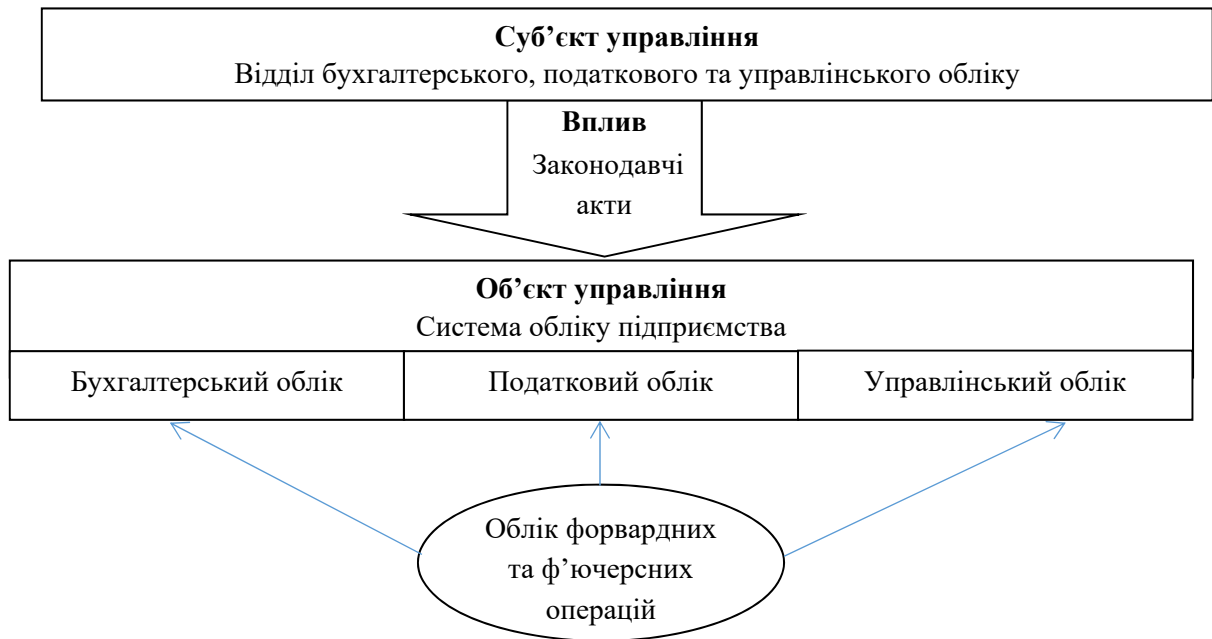 Суб’єкт управління
Відділ бухгалтерського, податкового та управлінського обліку
Вплив
Законодавчі
акти
Об’єкт управління
Система обліку підприємства
Бухгалтерський облік
Податковий облік
Управлінський облік
Облік форвардних
та ф’ючерсних
операцій